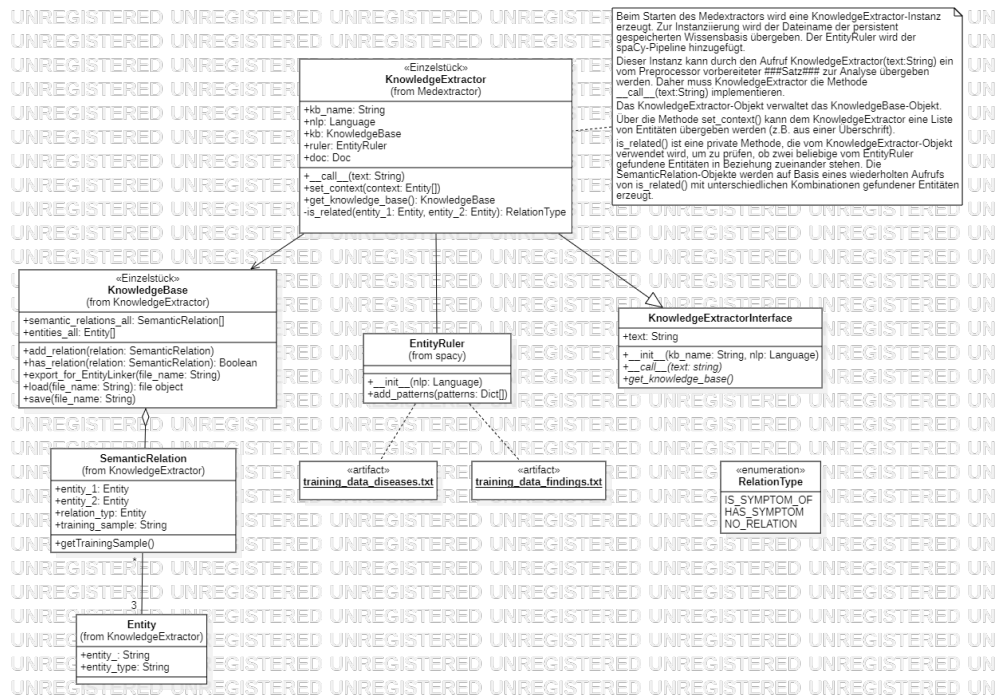 «Einzelstück»
KnowledgeExtractor
(from Medextractor)
+kb_name: String
+nlp: Language
+kb: KnowledgeBase
+ruler: EntityRuler
+doc: Doc
+__call__(text: String)
+set_context(context: Entity[])
+get_knowledge_base(): KnowledgeBase
-is_related(entity_1: Entity, entity_2: Entity): RelationType
Beim Starten des Medextractors wird eine KnowledgeExtractor-Instanz
erzeugt. Zur Instanziierung wird der Dateiname der persistent
gespeicherten Wissensbasis übergeben. Der EntityRuler wird der
spaCy-Pipeline hinzugefügt.
Dieser Instanz kann durch den Aufruf KnowledgeExtractor(text:String) ein
vom Preprocessor vorbereiteter ###Satz### zur Analyse übergeben
werden. Daher muss KnowledgeExtractor die Methode
__call__(text:String) implementieren.
Das KnowledgeExtractor-Objekt verwaltet das KnowledgeBase-Objekt.
Über die Methode set_context() kann dem KnowledgeExtractor eine Liste
von Entitäten übergeben werden (z.B. aus einer Überschrift).
is_related() ist eine private Methode, die vom KnowledgeExtractor-Objekt
verwendet wird, um zu prüfen, ob zwei beliebige vom EntityRuler
gefundene Entitäten in Beziehung zueinander stehen. Die
SemanticRelation-Objekte werden auf Basis eines wiederholten Aufrufs
von is_related() mit unterschiedlichen Kombinationen gefundener Entitäten
erzeugt.
«Einzelstück»
KnowledgeBase
(from KnowledgeExtractor)
+semantic_relations_all: SemanticRelation[]
+entities_all: Entity[]
+add_relation(relation: SemanticRelation)
+has_relation(relation: SemanticRelation): Boolean
+export_for_EntityLinker(file_name: String)
+load(file_name: String): file object
+save(file_name: String)
EntityRuler
(from spacy)
+__init__(nlp: Language)
+add_patterns(patterns: Dict[])
KnowledgeExtractorInterface
+text: String
+__init__(kb_name: String, nlp: Language)
+__call__(text: string)
+get_knowledge_base()
SemanticRelation
(from KnowledgeExtractor)
+entity_1: Entity
+entity_2: Entity
+relation_typ: Entity
+training_sample: String
+getTrainingSample()
«artifact»
training_data_diseases.txt
«artifact»
training_data_findings.txt
«enumeration»
RelationType
IS_SYMPTOM_OF
HAS_SYMPTOM
NO_RELATION
*
3
Entity
(from KnowledgeExtractor)
+entity_: String
+entity_type: String
UNREGISTERED